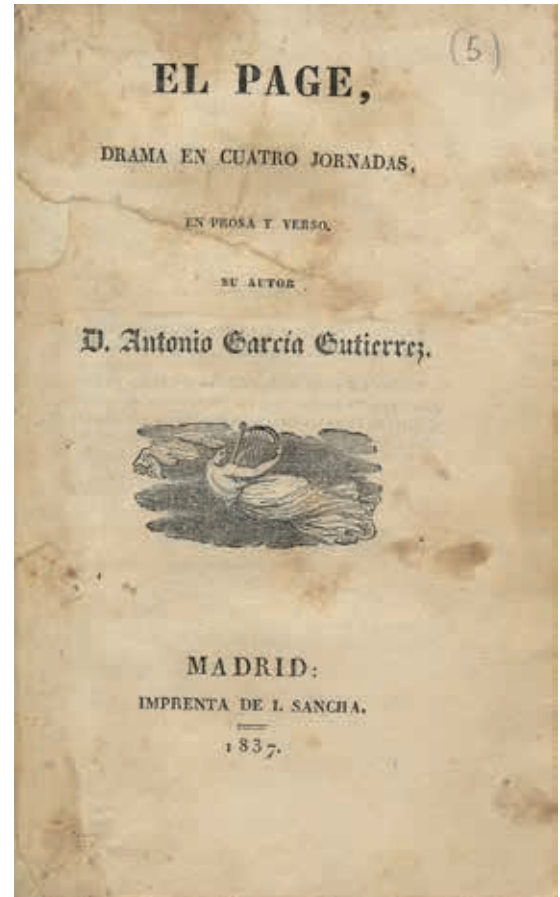 (5)
EL PAGE,
DRAMA EN CUATRO JORNADAS,
EN PROSA Y VERSO.
SU AUTOR
D. Antonio García Gutierrez.
MADRID:
IMPRENTA DE I. SANCHA.
1837.